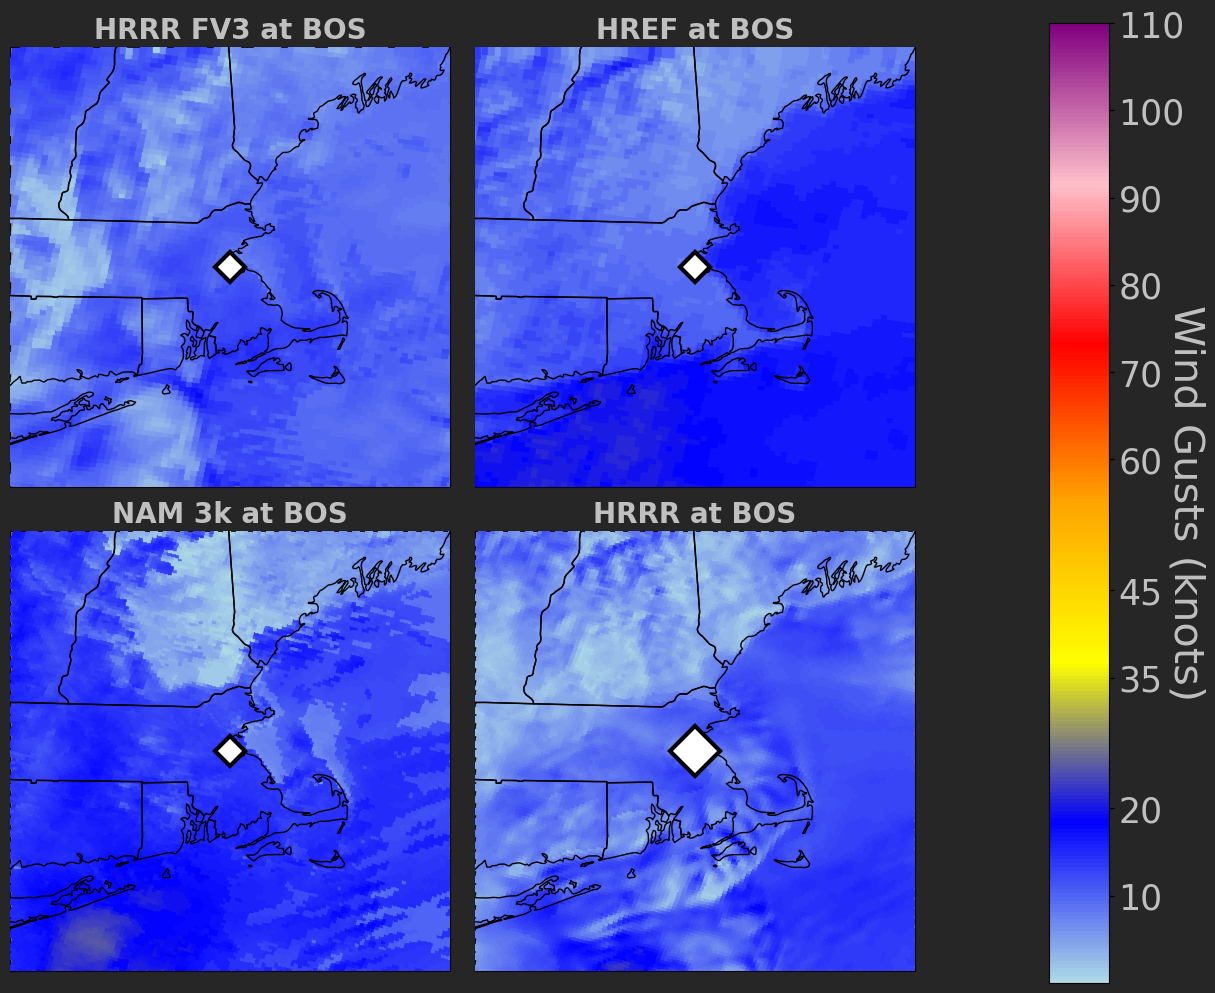 HRRR FV3 at BOS
HREF at BOS
NAM 3k at BOS
HRRR at BOS
110
100
90
80
70
60
45
35
20
10
Wind Gusts (knots)